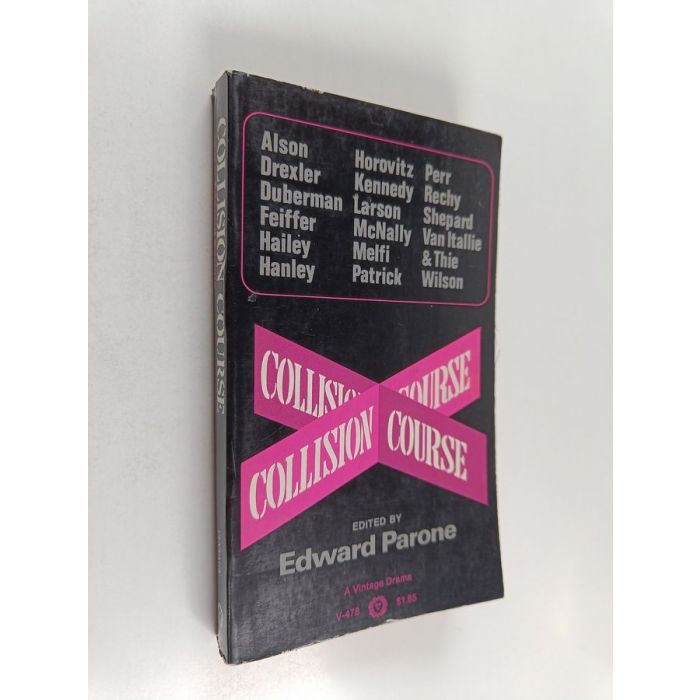 COLLISION COURSE
Alson
Drexler
Duberman
Feiffer
Hailey
Hanley
Horovitz
Kennedy
Larson
McNally
Melfi
Patrick
Perr
Rechy
Shepard
Van Itallie
& Thie
Wilson
COLLISION COURSE
COLLISION COURSE
EDITED BY
Edward Parone
A Vintage Drama
V-478 $1.65